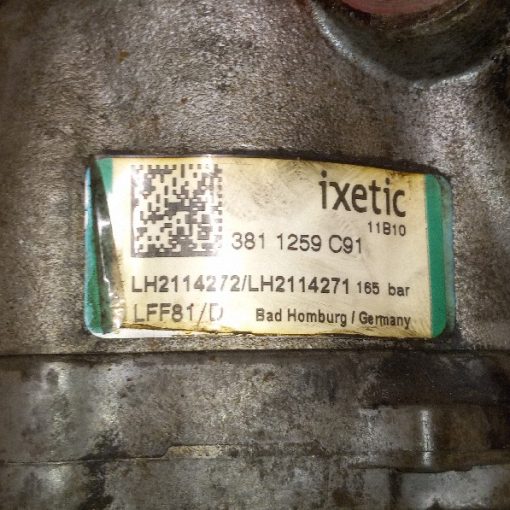 ixetic
11B10
381 1259 C91
LH2114272/LH2114271 165 bar
LFF81/D Bad Homburg / Germany